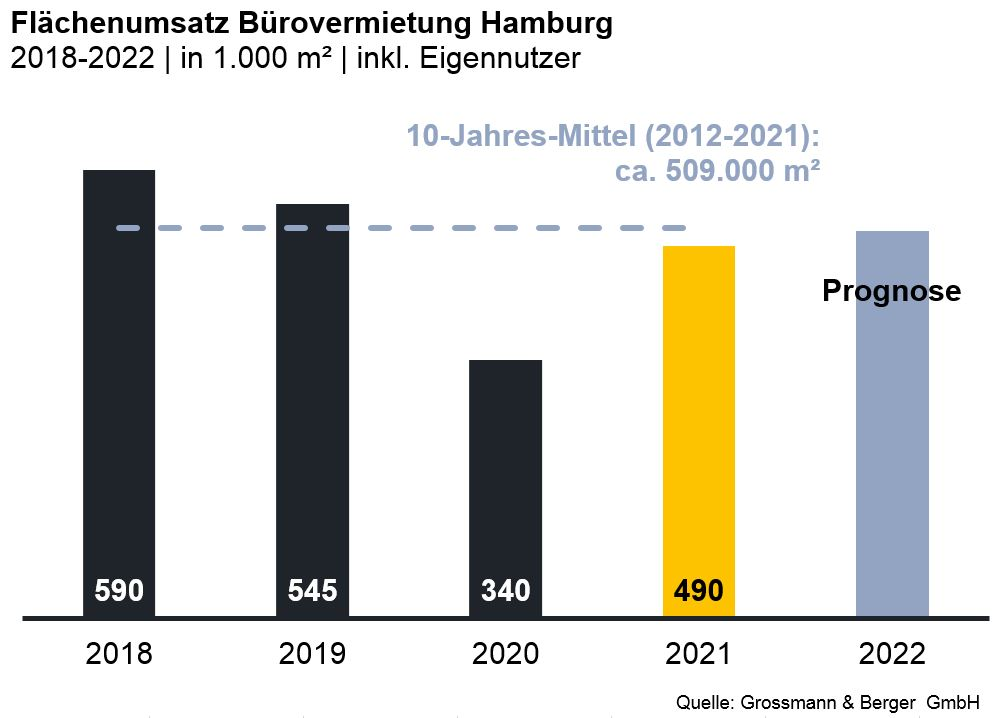 Flächenumsatz Bürovermietung Hamburg
2018-2022 | in 1.000 m² | inkl. Eigennutzer
10-Jahres-Mittel (2012-2021):
ca. 509.000 m²
Prognose
590
545
340
490
2018
2019
2020
2021
2022
Quelle: Grossmann & Berger GmbH